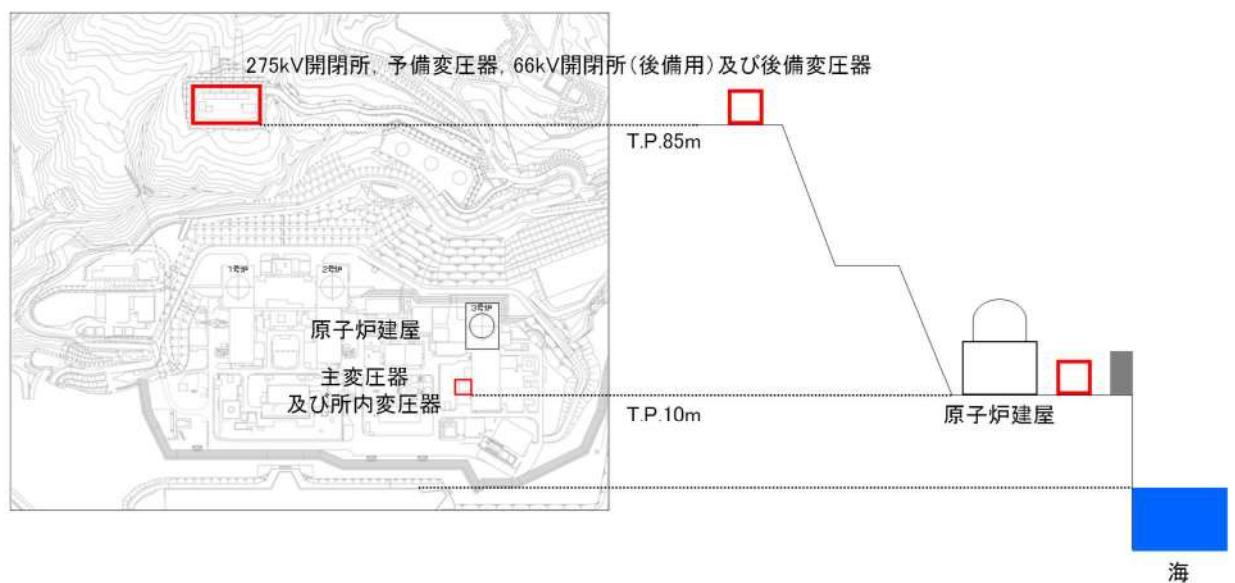 275kV開閉所，予備変圧器，66kV開閉所（後備用）及び後備変圧器
T.P.85m
1号炉
2号炉
3号炉
原子炉建屋
主変圧器
及び所内変圧器
T.P.10m
原子炉建屋
海